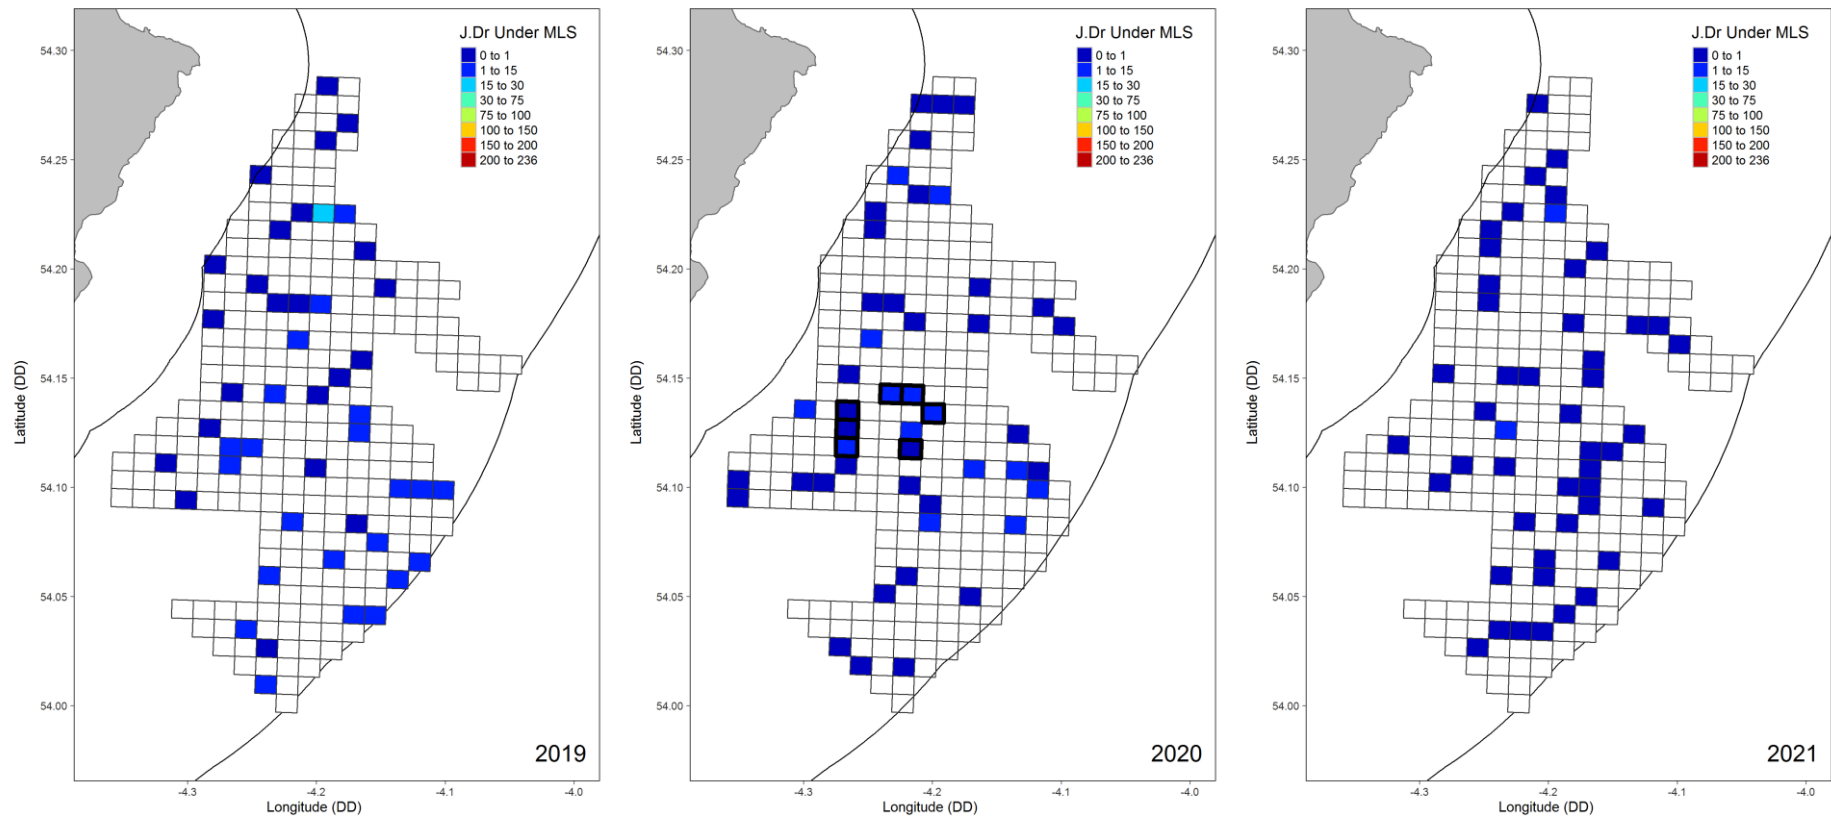 J.Dr Under MLS
0 to 1
1 to 15
15 to 30
30 to 75
75 to 100
100 to 150
150 to 200
200 to 236
54.30
54.25
54.20
54.15
54.10
54.05
54.00
Latitude (DD)
2019
-4.3
-4.2
-4.1
-4.0
Longitude (DD)
J.Dr Under MLS
0 to 1
1 to 15
15 to 30
30 to 75
75 to 100
100 to 150
150 to 200
200 to 236
54.30
54.25
54.20
54.15
54.10
54.05
54.00
Latitude (DD)
2020
-4.3
-4.2
-4.1
-4.0
Longitude (DD)
J.Dr Under MLS
0 to 1
1 to 15
15 to 30
30 to 75
75 to 100
100 to 150
150 to 200
200 to 236
54.30
54.25
54.20
54.15
54.10
54.05
54.00
Latitude (DD)
2021
-4.3
-4.2
-4.1
-4.0
Longitude (DD)